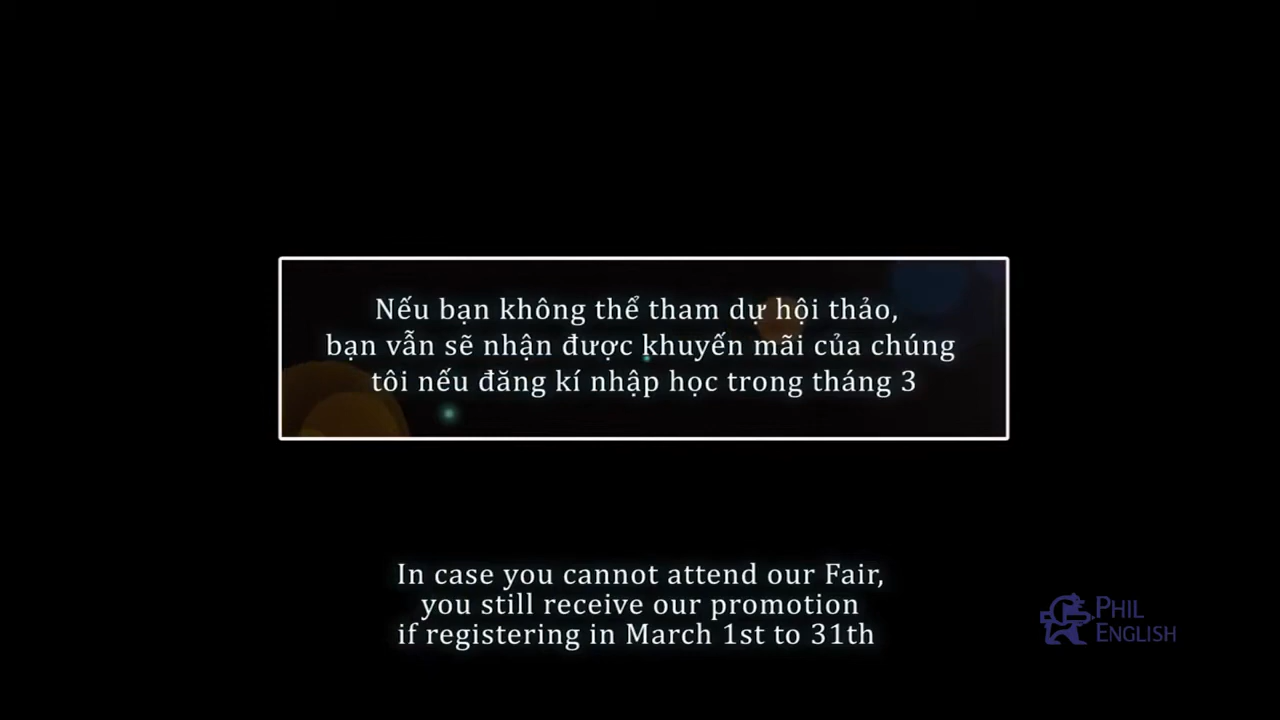 Nếu bạn không thể tham dự hội thảo,
bạn vẫn sẽ nhận được khuyến mãi của chúng
tôi nếu đăng kí nhập học trong tháng 3
In case you cannot attend our Fair,
you still receive our promotion
if registering in March 1st to 31th
PHIL
ENGLISH